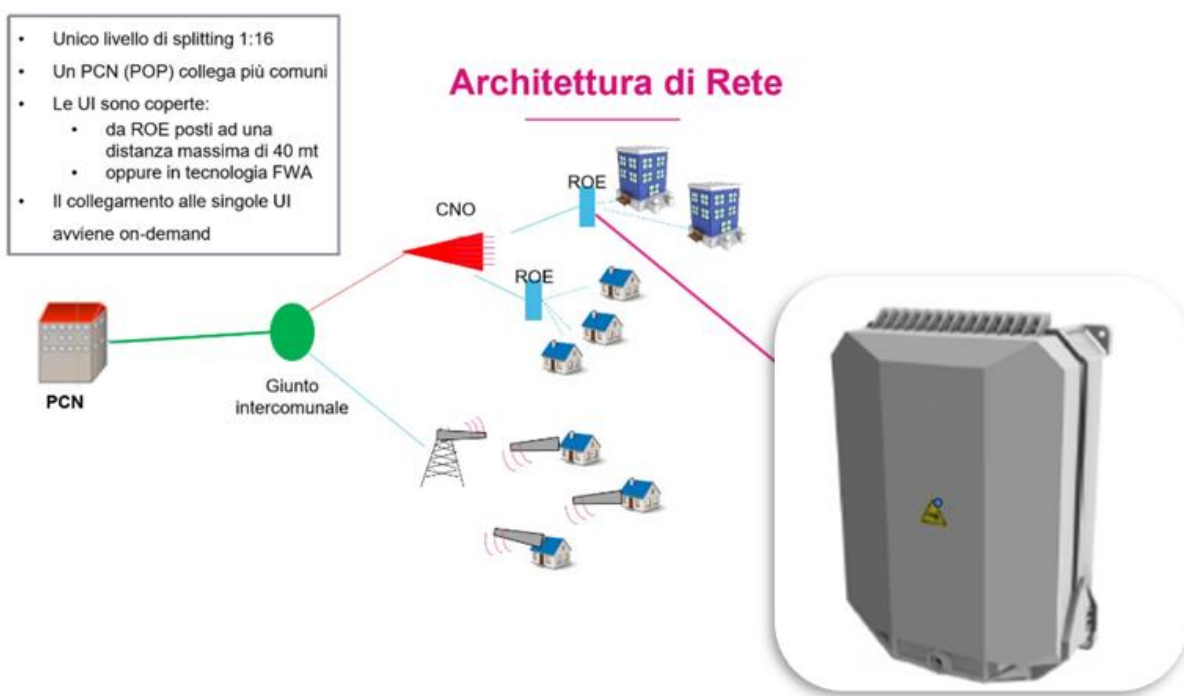 • Unico livello di splitting 1:16
• Un PCN (POP) collega più comuni
• Le UI sono coperte:
• da ROE posti ad una
distanza massima di 40 mt
• oppure in tecnologia FWA
• Il collegamento alle singole UI
avviene on-demand
Architettura di Rete
ROE
CNO
ROE
PCN
Giunto
intercomunale